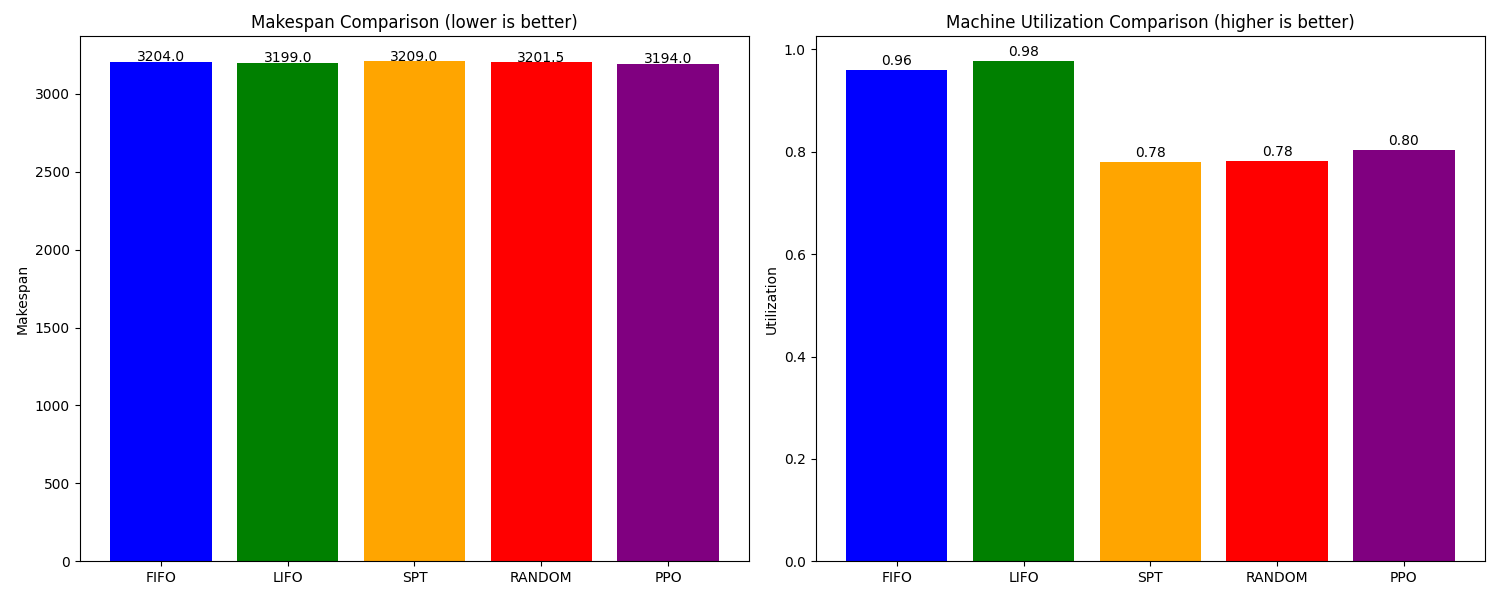 Makespan Comparison (lower is better)
3204.0
3199.0
3209.0
3201.5
3194.0
3000
2500
2000
1500
1000
500
0
Makespan
FIFO
LIFO
SPT
RANDOM
PPO
Machine Utilization Comparison (higher is better)
0.96
0.98
0.78
0.78
0.80
1.0
0.8
0.6
0.4
0.2
0.0
Utilization
FIFO
LIFO
SPT
RANDOM
PPO